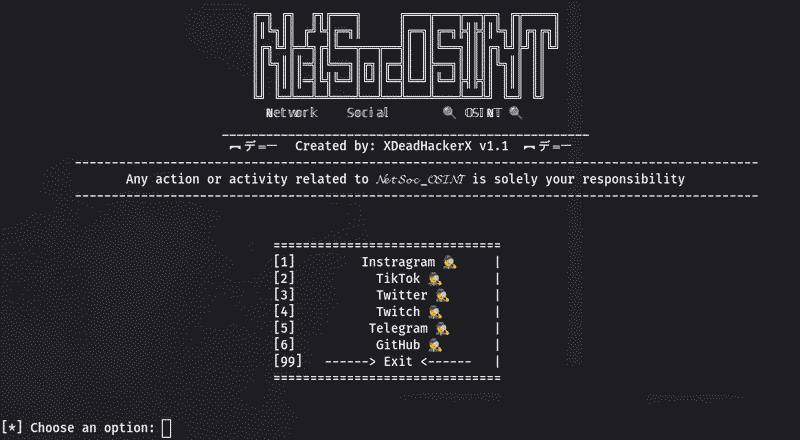 NetSoc_OSINT
ℕetwork Social 🔍 OSINT 🔍
︻デ═一 Created by: XDeadHackerX v1.1 ︻デ═一
Any action or activity related to 𝓝𝓮𝓽𝓢𝓸𝓬_𝓞𝓢𝓘𝓝𝓣 is solely your responsibility
[1] Instragram 🕵️ |
[2] TikTok 🕵️ |
[3] Twitter 🕵️ |
[4] Twitch 🕵️ |
[5] Telegram 🕵️ |
[6] GitHub 🕵️ |
[99] ------> Exit <------ |
[*] Choose an option: